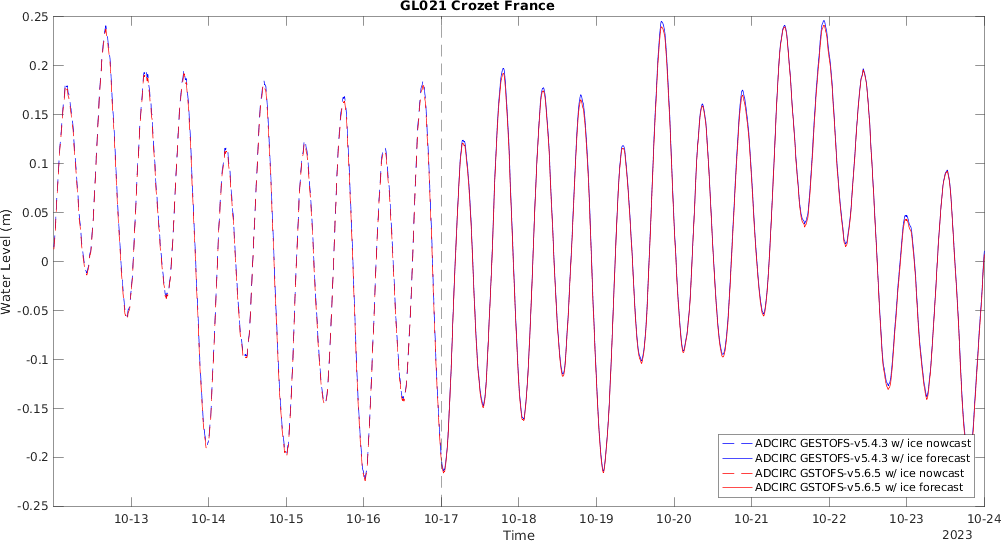 GL021 Crozet France
0.25
0.2
0.15
0.1
0.05
0
-0.05
-0.1
-0.15
-0.2
-0.25
Water Level (m)
ADCIRC GESTOFS-v5.4.3 w/ ice nowcast
ADCIRC GESTOFS-v5.4.3 w/ ice forecast
ADCIRC GSTOFS-v5.6.5 w/ ice nowcast
ADCIRC GSTOFS-v5.6.5 w/ ice forecast
10-13 10-14 10-15 10-16 10-17 10-18 10-19 10-20 10-21 10-22 10-23 10-24
Time
2023